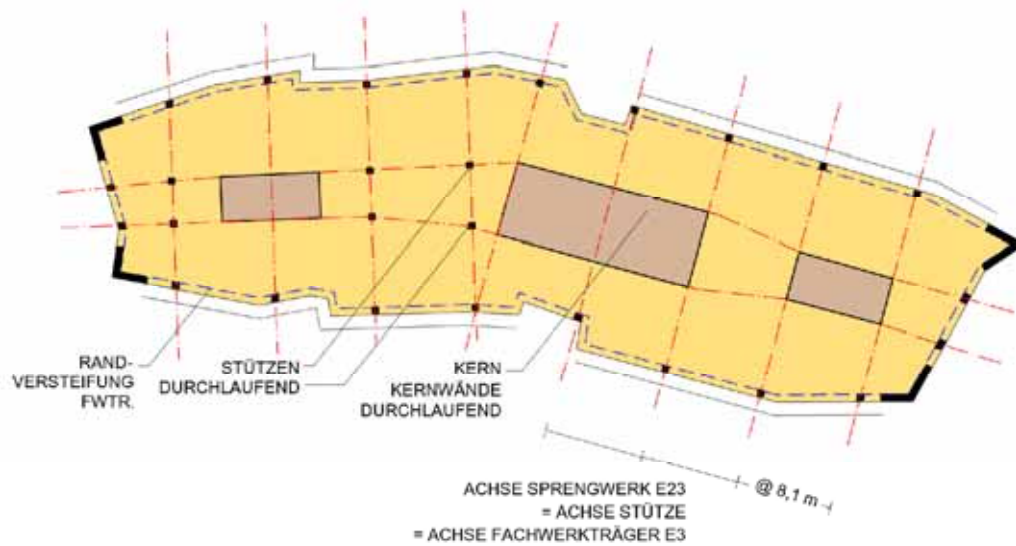 RAND-
VERSTEIFUNG
FWTR.
STÜTZEN
DURCHLAUFEND
KERN
KERNWÄNDE
DURCHLAUFEND
@ 8,1 m
ACHSE SPRENGWERK E23
= ACHSE STÜTZE
= ACHSE FACHWERKTRÄGER E3